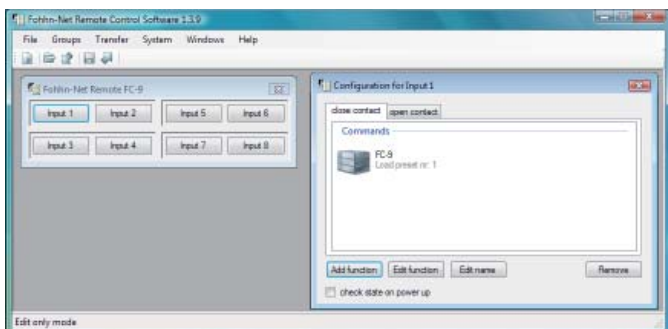 Fohhn-Net Remote Control Software 1.3.9
File Groups Transfer System Windows Help
Fohhn-Net Remote FC-9
Input 1 Input 2 Input 5 Input 6
Input 3 Input 4 Input 7 Input 8
Configuration for Input 1
close contact open contact
Commands
FC-9
Load preset nr: 1
Add function Edit function Edit name Remove
check state on power up
Edit only mode